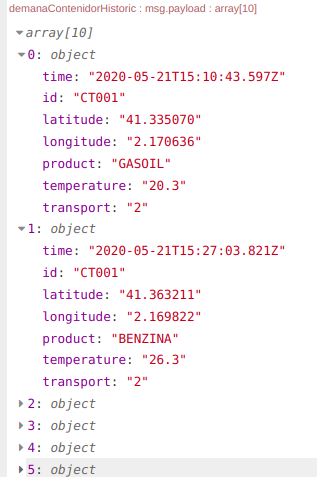 demanaContenidorHistoric : msg.payload : array[10]
array[10]
0: object
time: "2020-05-21T15:10:43.597Z"
id: "CT001"
latitude: "41.335070"
longitude: "2.170636"
product: "GASOIL"
temperature: "20.3"
transport: "2"
1: object
time: "2020-05-21T15:27:03.821Z"
id: "CT001"
latitude: "41.363211"
longitude: "2.169822"
product: "BENZINA"
temperature: "26.3"
transport: "2"
2: object
3: object
4: object
5: object